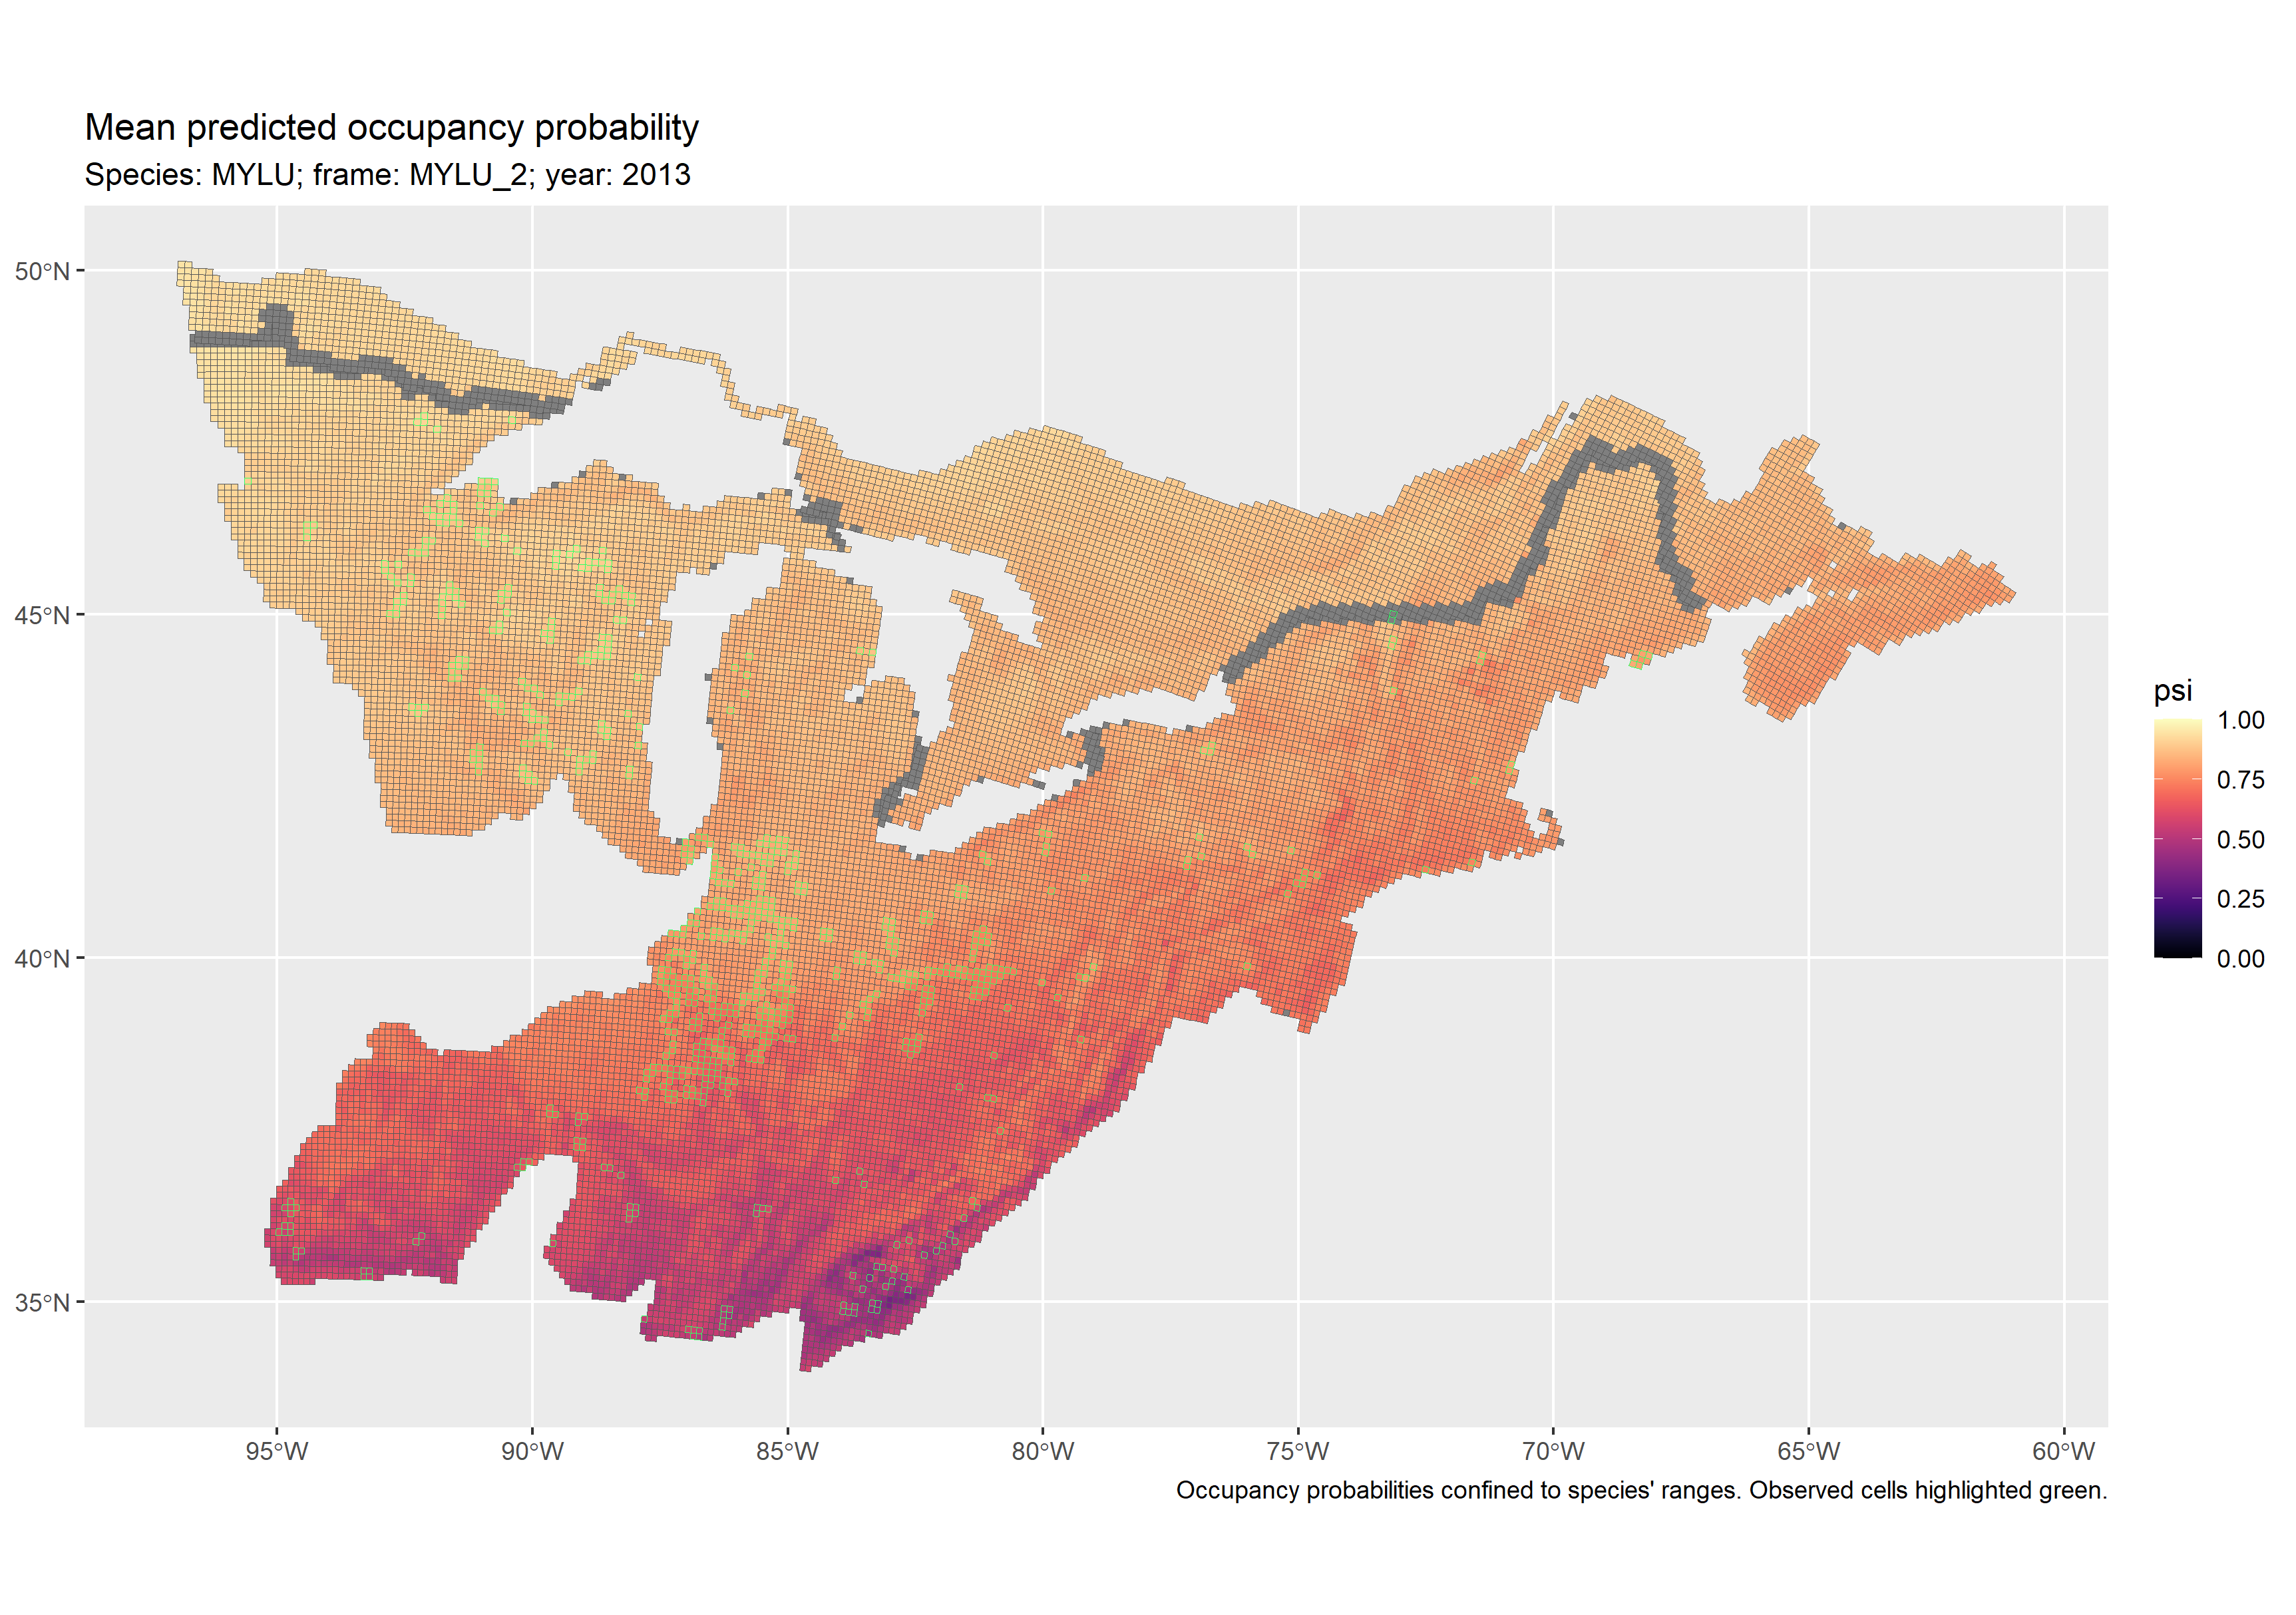 Mean predicted occupancy probability
Species: MYLU; frame: MYLU_2; year: 2013
50°N
45°N
40°N
35°N
95°W
90°W
85°W
80°W
75°W
70°W
65°W
60°W
psi
1.00
0.75
0.50
0.25
0.00
Occupancy probabilities confined to species' ranges. Observed cells highlighted green.